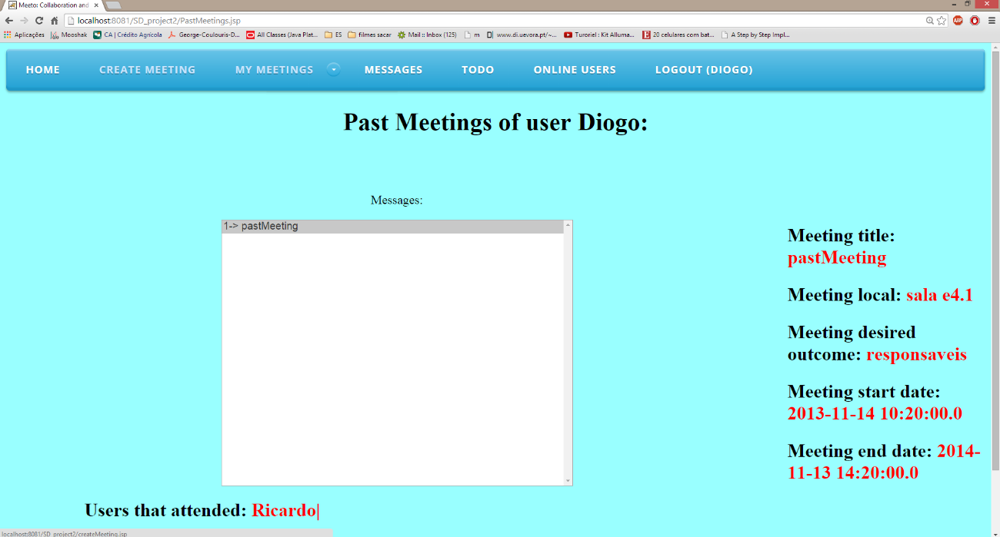 Meeto: Collaboration and
localhost:8081/SD_project2/PastMeetings.jsp
ABP
Aplicações Mooshak CA | Crédito Agrícola George-Coulouris-D... All Classes (Java Plat... ES filmes sacar Mail :: Inbox (125) m www.di.uevora.pt/~... Turoriel : Kit Alluma... 20 celulares com bat... A Step by Step Impl...
HOME CREATE MEETING MY MEETINGS MESSAGES TODO ONLINE USERS LOGOUT (DIOGO)
Past Meetings of user Diogo:
Messages:
1-> pastMeeting
Meeting title:
pastMeeting
Meeting local: sala e4.1
Meeting desired
outcome: responsaveis
Meeting start date:
2013-11-14 10:20:00.0
Meeting end date: 2014-
11-13 14:20:00.0
Users that attended: Ricardo|
localhost:8081/SD_project2/createMeeting.jsp